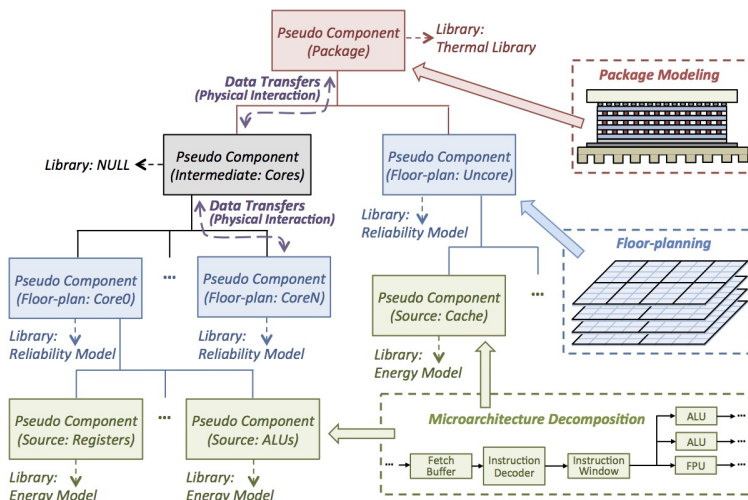 Pseudo Component
(Package)
Library:
Thermal Library
Data Transfers
(Physical Interaction)
Package Modeling
Library: NULL
Pseudo Component
(Intermediate: Cores)
Pseudo Component
(Floor-plan: Uncore)
Data Transfers
(Physical Interaction)
Library:
Reliability Model
Floor-planning
Pseudo Component
(Floor-plan: Core0)
...
Pseudo Component
(Floor-plan: CoreN)
Pseudo Component
(Source: Cache)
...
Library:
Reliability Model
Library:
Reliability Model
Library:
Energy Model
Pseudo Component
(Source: Registers)
...
Pseudo Component
(Source: ALUs)
Microarchitecture Decomposition
ALU
...
ALU
...
...
Fetch
Buffer
Instruction
Decoder
Instruction
Window
FPU
...
Library:
Energy Model
Library:
Energy Model